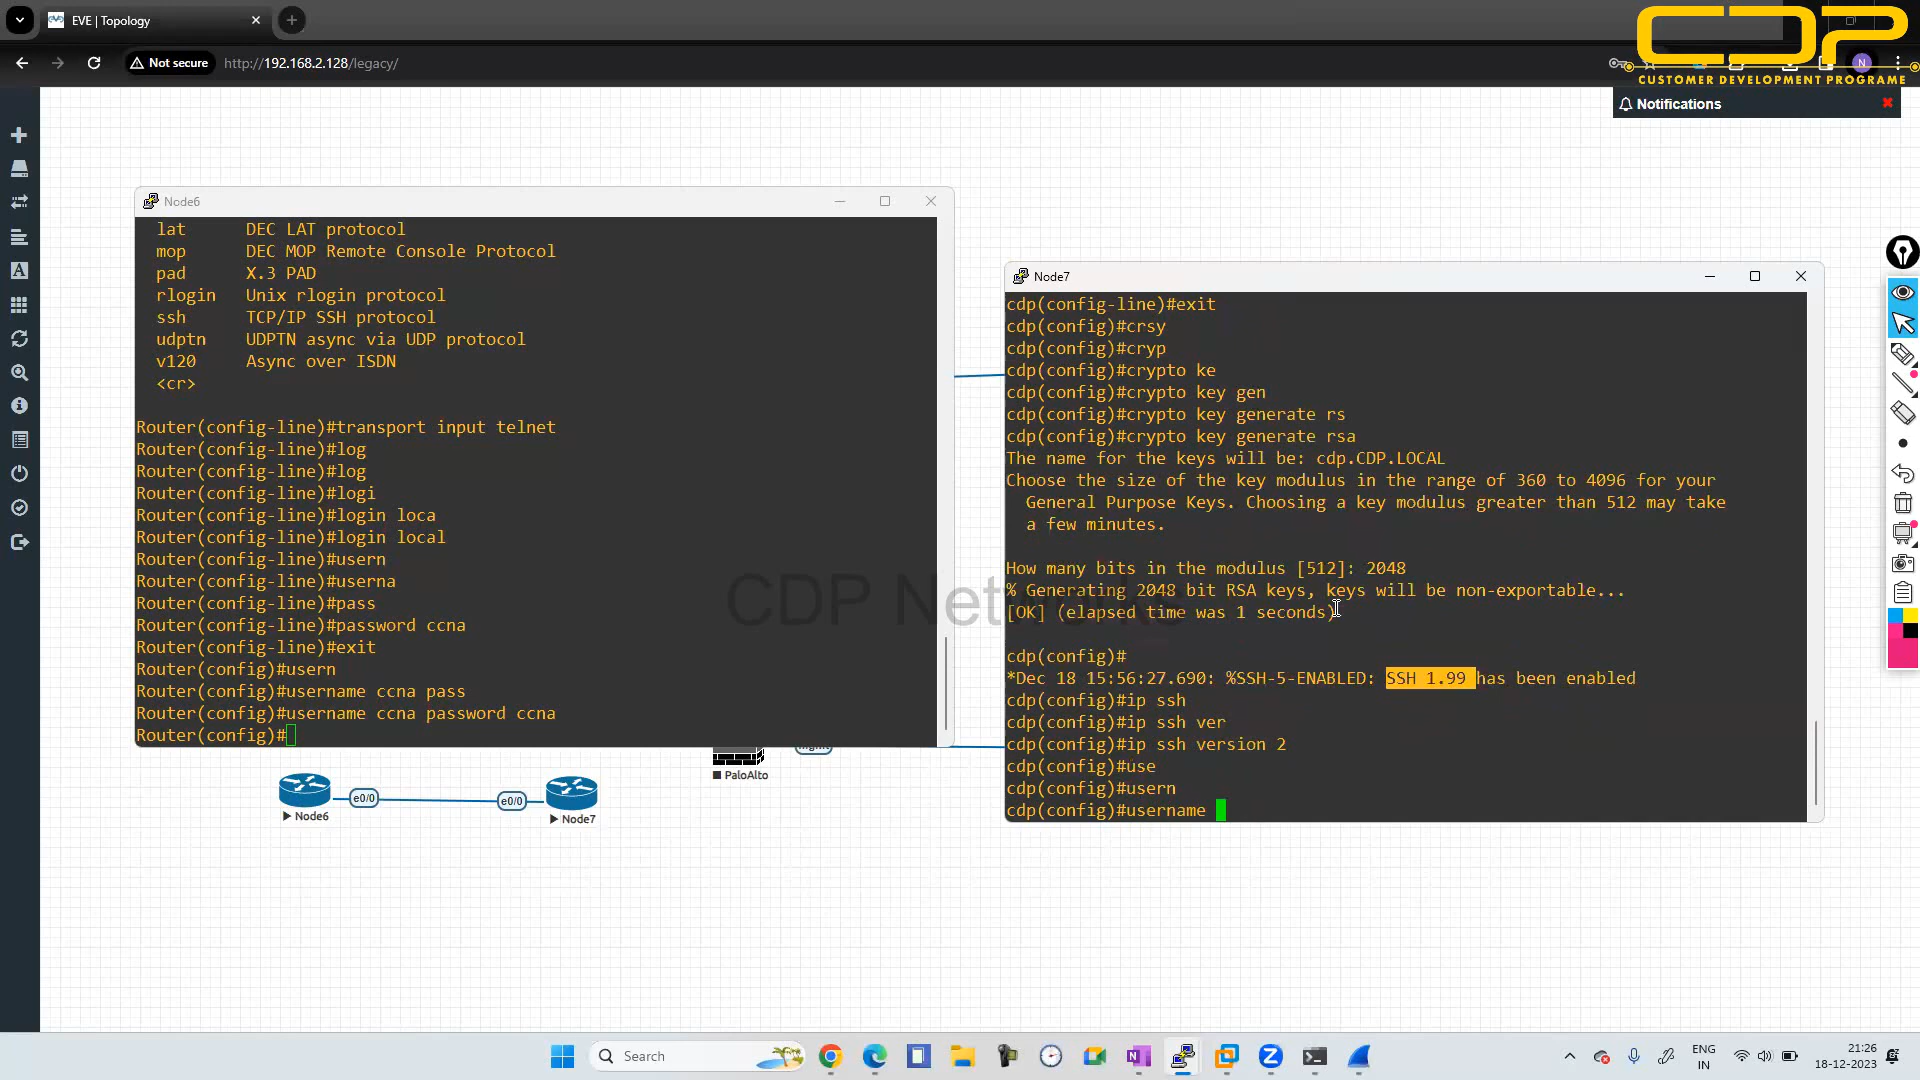 EVE | Topology
Not secure
http://192.168.2.128/legacy/
CDP
CUSTOMER DEVELOPMENT PROGRAME
N
Notifications
Node6
lat DEC LAT protocol
mop DEC MOP Remote Console Protocol
pad X.3 PAD
rlogin Unix rlogin protocol
ssh TCP/IP SSH protocol
udptn UDPTN async via UDP protocol
v120 Async over ISDN
<cr>
Router(config-line)#transport input telnet
Router(config-line)#log
Router(config-line)#log
Router(config-line)#logi
Router(config-line)#login loca
Router(config-line)#login local
Router(config-line)#usern
Router(config-line)#userna
Router(config-line)#pass
Router(config-line)#password ccna
Router(config-line)#exit
Router(config)#usern
Router(config)#username ccna pass
Router(config)#username ccna password ccna
Router(config)#
Node7
cdp(config-line)#exit
cdp(config)#crsy
cdp(config)#cryp
cdp(config)#crypto ke
cdp(config)#crypto key gen
cdp(config)#crypto key generate rs
cdp(config)#crypto key generate rsa
The name for the keys will be: cdp.CDP.LOCAL
Choose the size of the key modulus in the range of 360 to 4096 for your
General Purpose Keys. Choosing a key modulus greater than 512 may take
a few minutes.
How many bits in the modulus [512]: 2048
% Generating 2048 bit RSA keys, keys will be non-exportable...
[OK] (elapsed time was 1 seconds)
cdp(config)#
*Dec 18 15:56:27.690: %SSH-5-ENABLED: SSH 1.99 has been enabled
cdp(config)#ip ssh
cdp(config)#ip ssh ver
cdp(config)#ip ssh version 2
cdp(config)#use
cdp(config)#usern
cdp(config)#username
CDP Networks
PaloAlto
e0/0
e0/0
Node6
Node7
Search
ENG
IN
21:26
18-12-2023